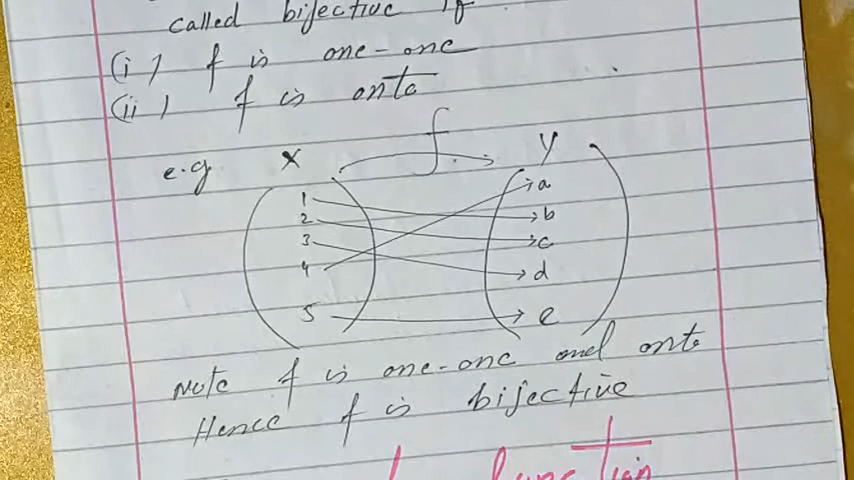 called bijective if
(i) f is one-one
(ii) f is onto
e.g X f Y
1 a
2 b
3 c
4 d
5 e
Note f is one-one and onto
Hence f is bijective
function